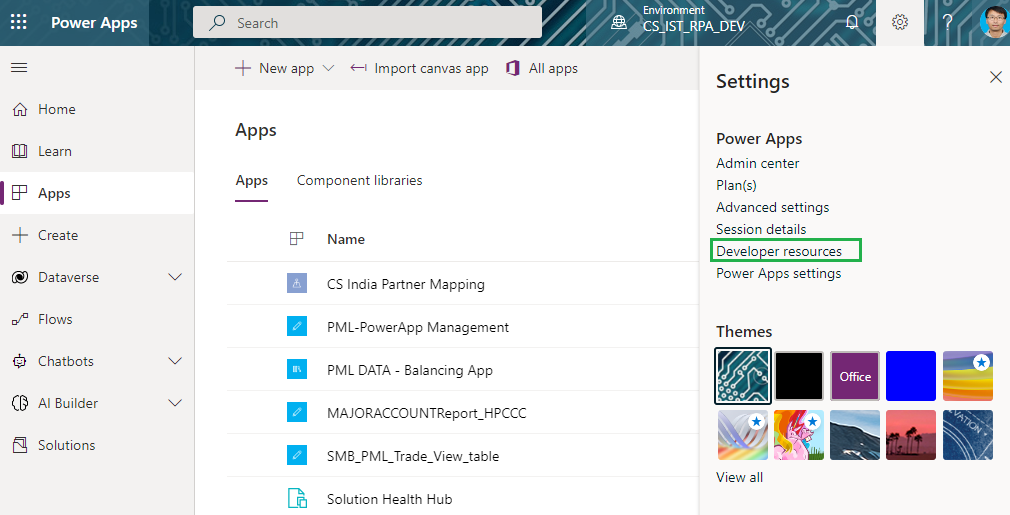 Power Apps
Search
Environment
CS_IST_RPA_DEV
?
New app
Import canvas app
All apps
Home
Learn
Apps
Create
Dataverse
Flows
Chatbots
AI Builder
Solutions
Apps
Apps
Component libraries
Name
CS India Partner Mapping
PML-PowerApp Management
PML DATA - Balancing App
MAJORACCOUNTReport_HPCCC
SMB_PML_Trade_View_table
Solution Health Hub
Settings
Power Apps
Admin center
Plan(s)
Advanced settings
Session details
Developer resources
Power Apps settings
Themes
Office
View all